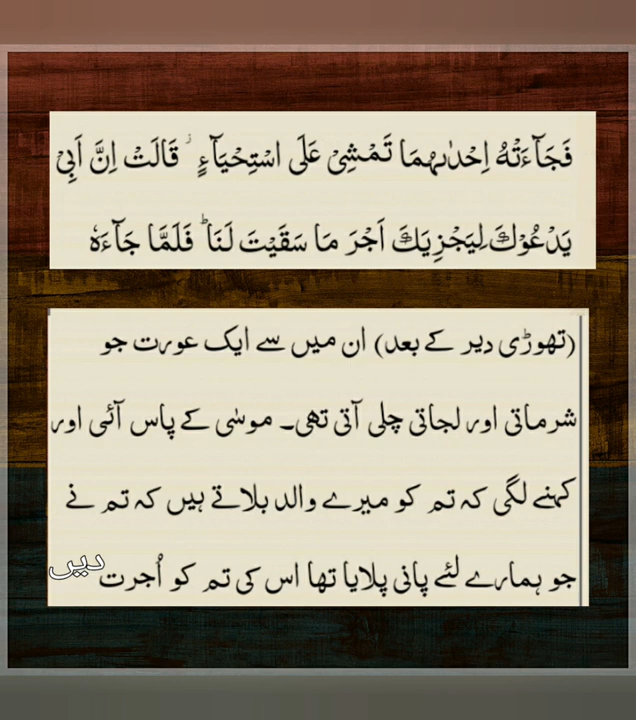 فَجَآءَتْهُ اِحْدٰىهُمَا تَمْشِیْ عَلَی اسْتِحْیَآءٍ ۫ قَالَتْ اِنَّ اَبِیْ
یَدْعُوْكَ لِیَجْزِیَكَ اَجْرَ مَا سَقَیْتَ لَنَا ؕ فَلَمَّا جَآءَهٗ
(تھوڑی دیر کے بعد) ان میں سے ایک عورت جو
شرماتی اور لجاتی چلی آتی تھی۔ موسٰی کے پاس آئی اور
کہنے لگی کہ تم کو میرے والد بلاتے ہیں کہ تم نے
جو ہمارے لئے پانی پلایا تھا اس کی تم کو اُجرت دیں